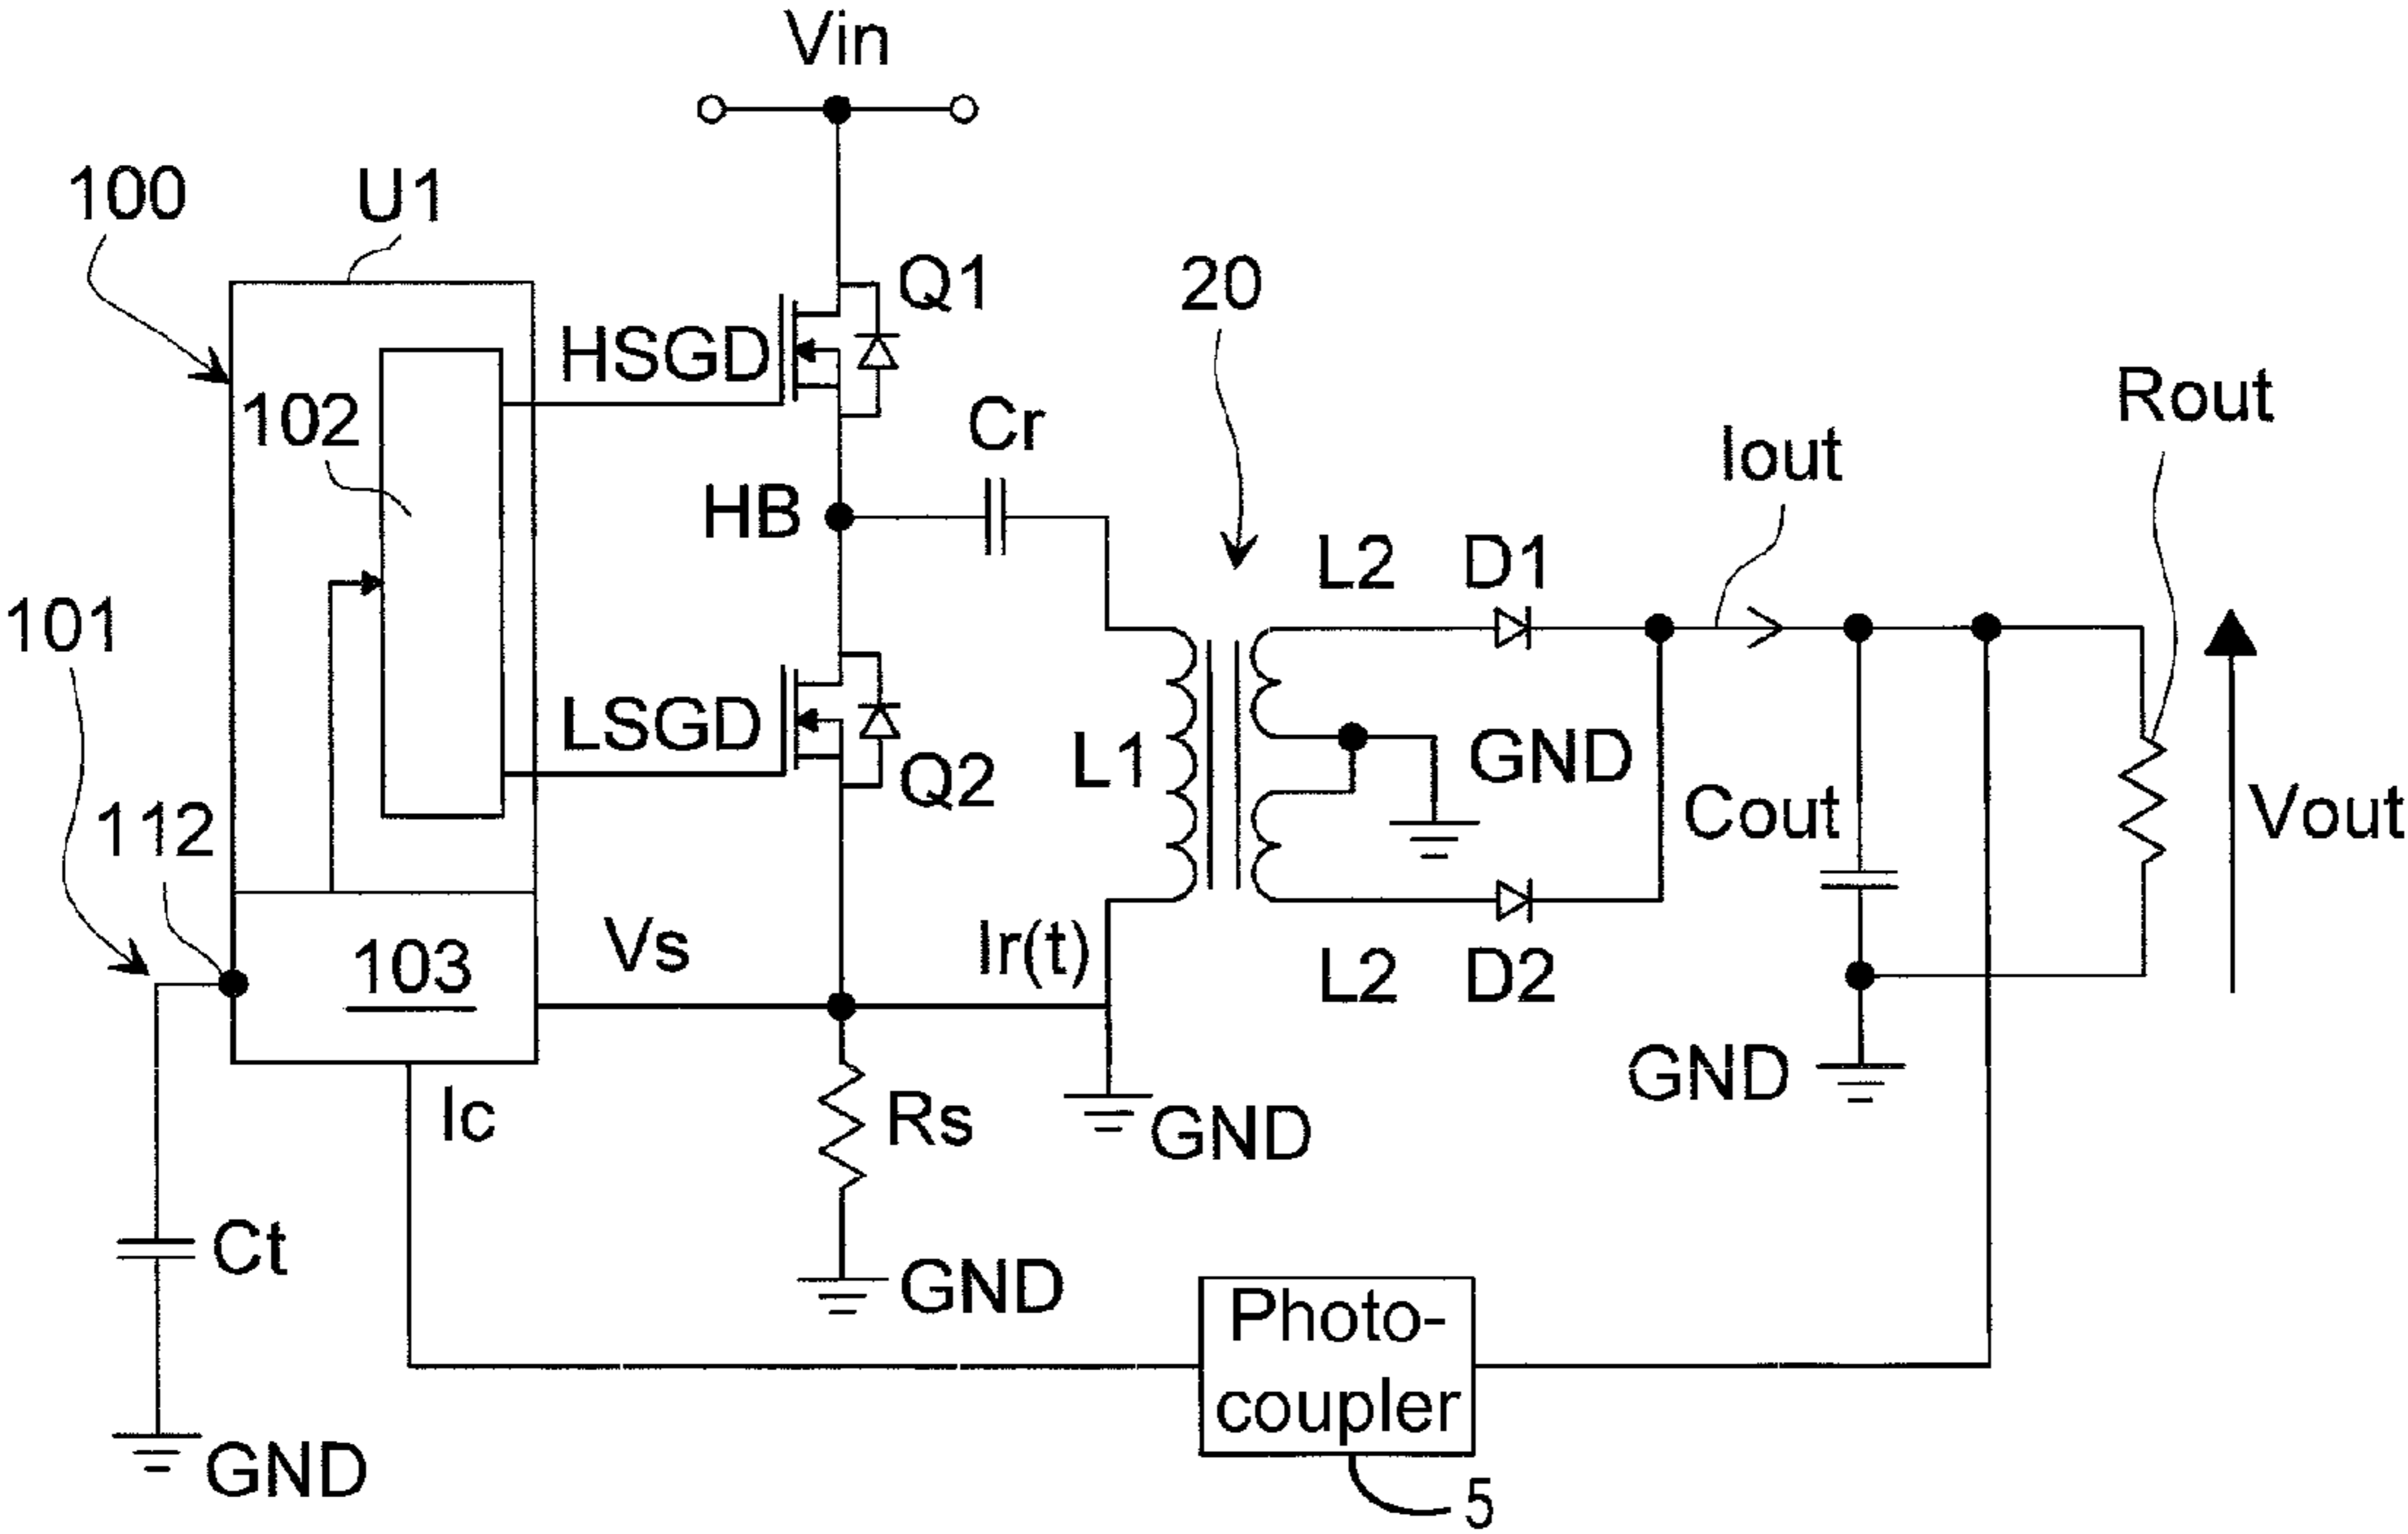 Vin
100
U1
Q1
20
HSGD
Rout
102
Cr
Iout
HB
L2
D1
101
LSGD
L1
GND
Q2
Cout
Vout
112
Vs
Ir(t)
103
L2
D2
GND
Ic
Rs
GND
Ct
GND
Photo-
coupler
GND
5